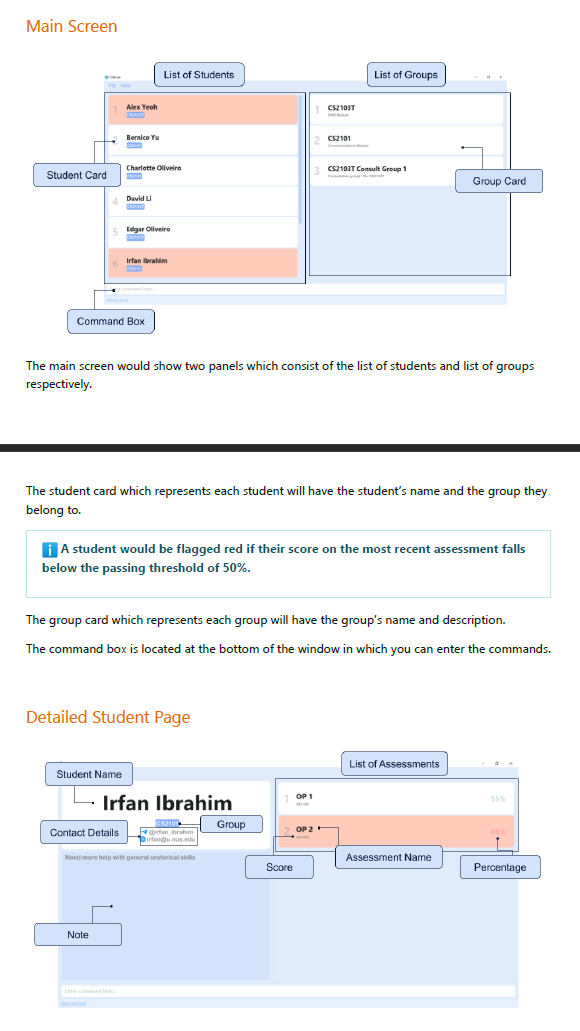 Main Screen
List of Students
List of Groups
File Help
1 Alex Yeoh
2 Bernice Yu
Charlotte Oliveiro
4 David Li
5 Edgar Oliveiro
6 Irfan Ibrahim
1 CS2103T
2 CS2101
3 CS2103T Consult Group 1
Student Card
Group Card
Command Box
The main screen would show two panels which consist of the list of students and list of groups
respectively.
The student card which represents each student will have the student's name and the group they
belong to.
i A student would be flagged red if their score on the most recent assessment falls
below the passing threshold of 50%.
The group card which represents each group will have the group's name and description.
The command box is located at the bottom of the window in which you can enter the commands.
Detailed Student Page
List of Assessments
Student Name
Irfan Ibrahim
Group
Contact Details
@irfan_ibrahim
Need more help with general oratorical skills
1 OP 1
55%
2 OP 2
45%
Score
Assessment Name
Percentage
Note
Enter command here...